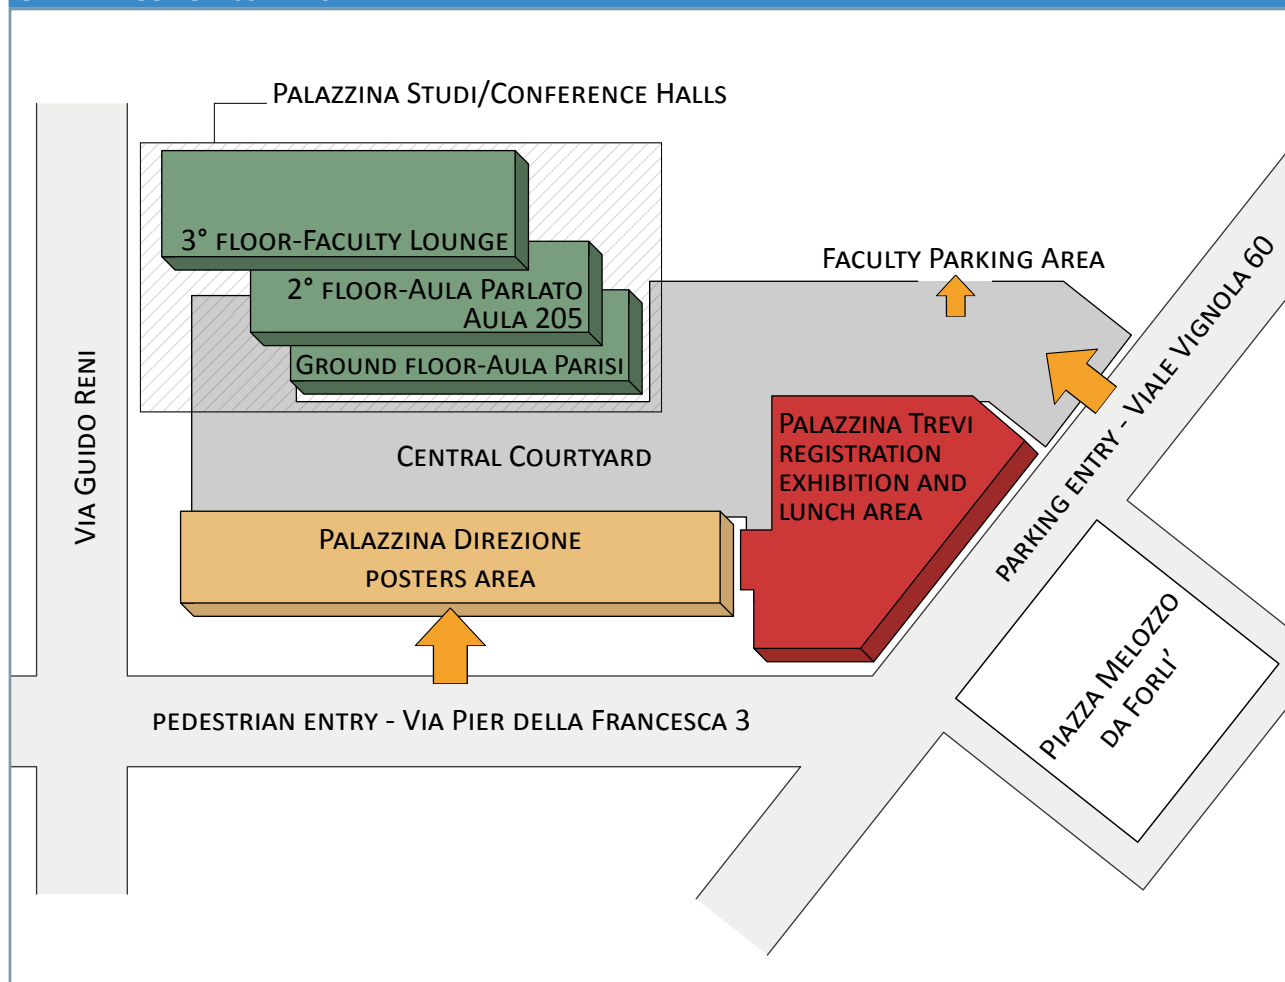 Palazzina Studi/Conference Halls
3° floor-Faculty Lounge
2° floor-Aula Parlato
Aula 205
Ground floor-Aula Parisi
Faculty Parking Area
Via Guido Reni
Central Courtyard
Palazzina Trevi
registration
exhibition and
lunch area
parking entry - Viale Vignola 60
Palazzina Direzione
posters area
Piazza Melozzo
da Forli'
pedestrian entry - Via Pier della Francesca 3